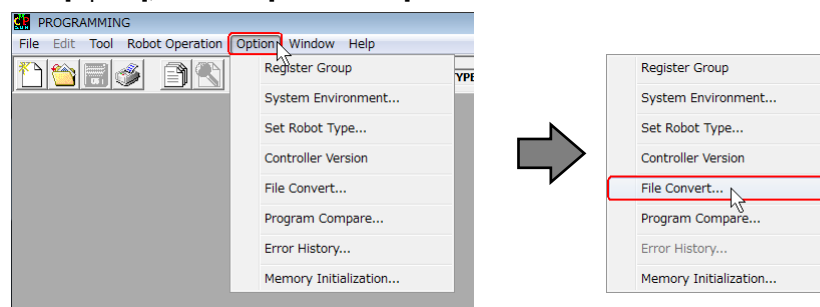 PROGRAMMING
File Edit Tool Robot Operation Option Window Help
TYPE
Register Group
System Environment...
Set Robot Type...
Controller Version
File Convert...
Program Compare...
Error History...
Memory Initialization...
Register Group
System Environment...
Set Robot Type...
Controller Version
File Convert...
Program Compare...
Error History...
Memory Initialization...